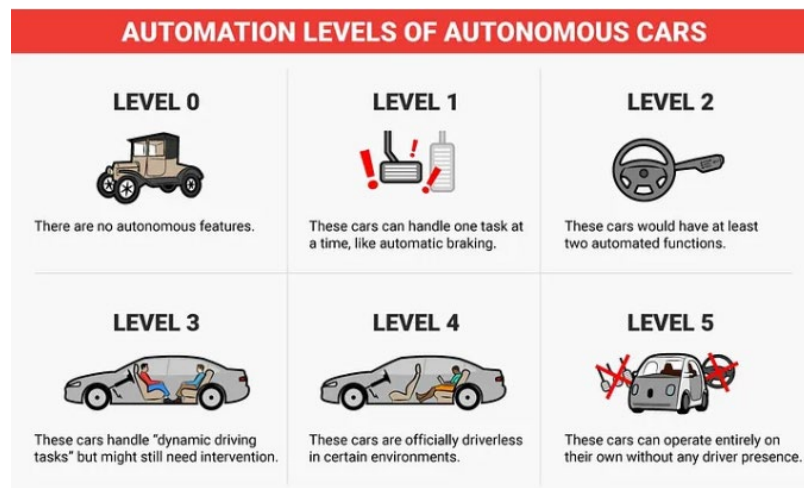 AUTOMATION LEVELS OF AUTONOMOUS CARS
LEVEL 0
There are no autonomous features.
LEVEL 1
These cars can handle one task at
a time, like automatic braking.
LEVEL 2
These cars would have at least
two automated functions.
LEVEL 3
These cars handle “dynamic driving
tasks” but might still need intervention.
LEVEL 4
These cars are officially driverless
in certain environments.
LEVEL 5
These cars can operate entirely on
their own without any driver presence.